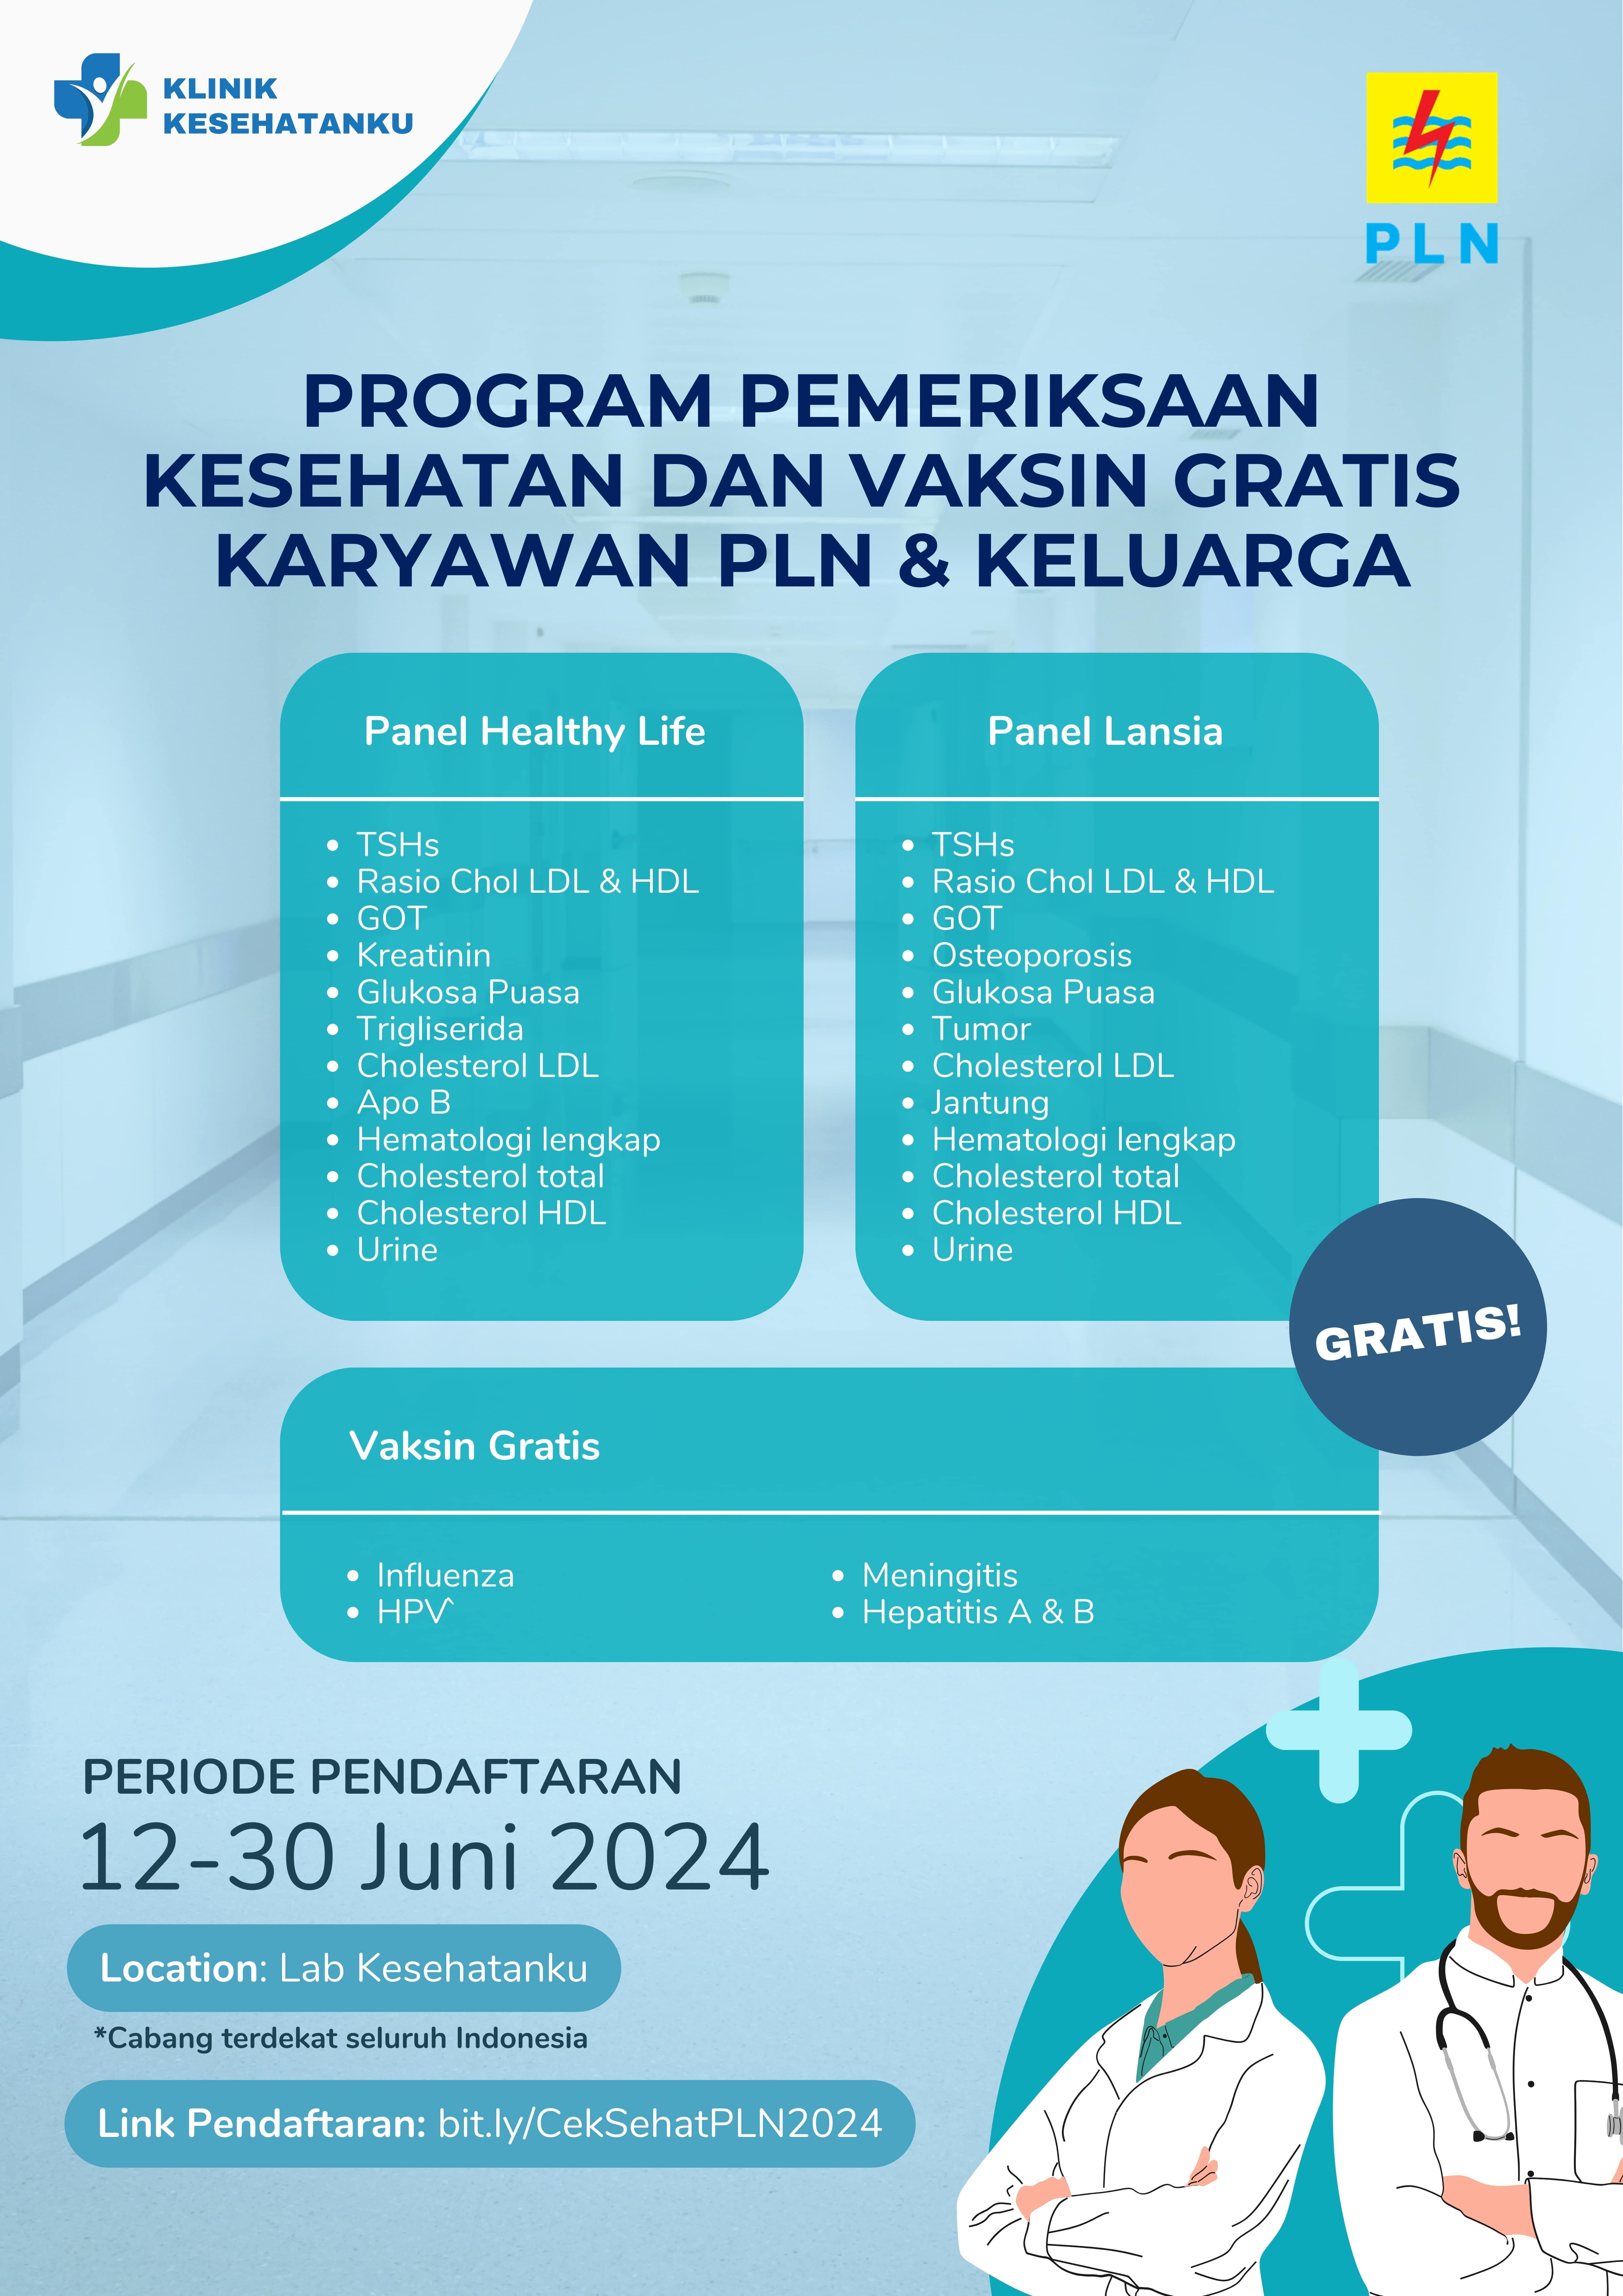 KLINIK
KESEHATANKU
PLN
PROGRAM PEMERIKSAAN
KESEHATAN DAN VAKSIN GRATIS
KARYAWAN PLN & KELUARGA
Panel Healthy Life
• TSHs
• Rasio Chol LDL & HDL
• GOT
• Kreatinin
• Glukosa Puasa
• Trigliserida
• Cholesterol LDL
• Apo B
• Hematologi lengkap
• Cholesterol total
• Cholesterol HDL
• Urine
Panel Lansia
• TSHs
• Rasio Chol LDL & HDL
• GOT
• Osteoporosis
• Glukosa Puasa
• Tumor
• Cholesterol LDL
• Jantung
• Hematologi lengkap
• Cholesterol total
• Cholesterol HDL
• Urine
GRATIS!
Vaksin Gratis
• Influenza
• HPV^
• Meningitis
• Hepatitis A & B
PERIODE PENDAFTARAN
12-30 Juni 2024
Location: Lab Kesehatanku
*Cabang terdekat seluruh Indonesia
Link Pendaftaran: bit.ly/CekSehatPLN2024